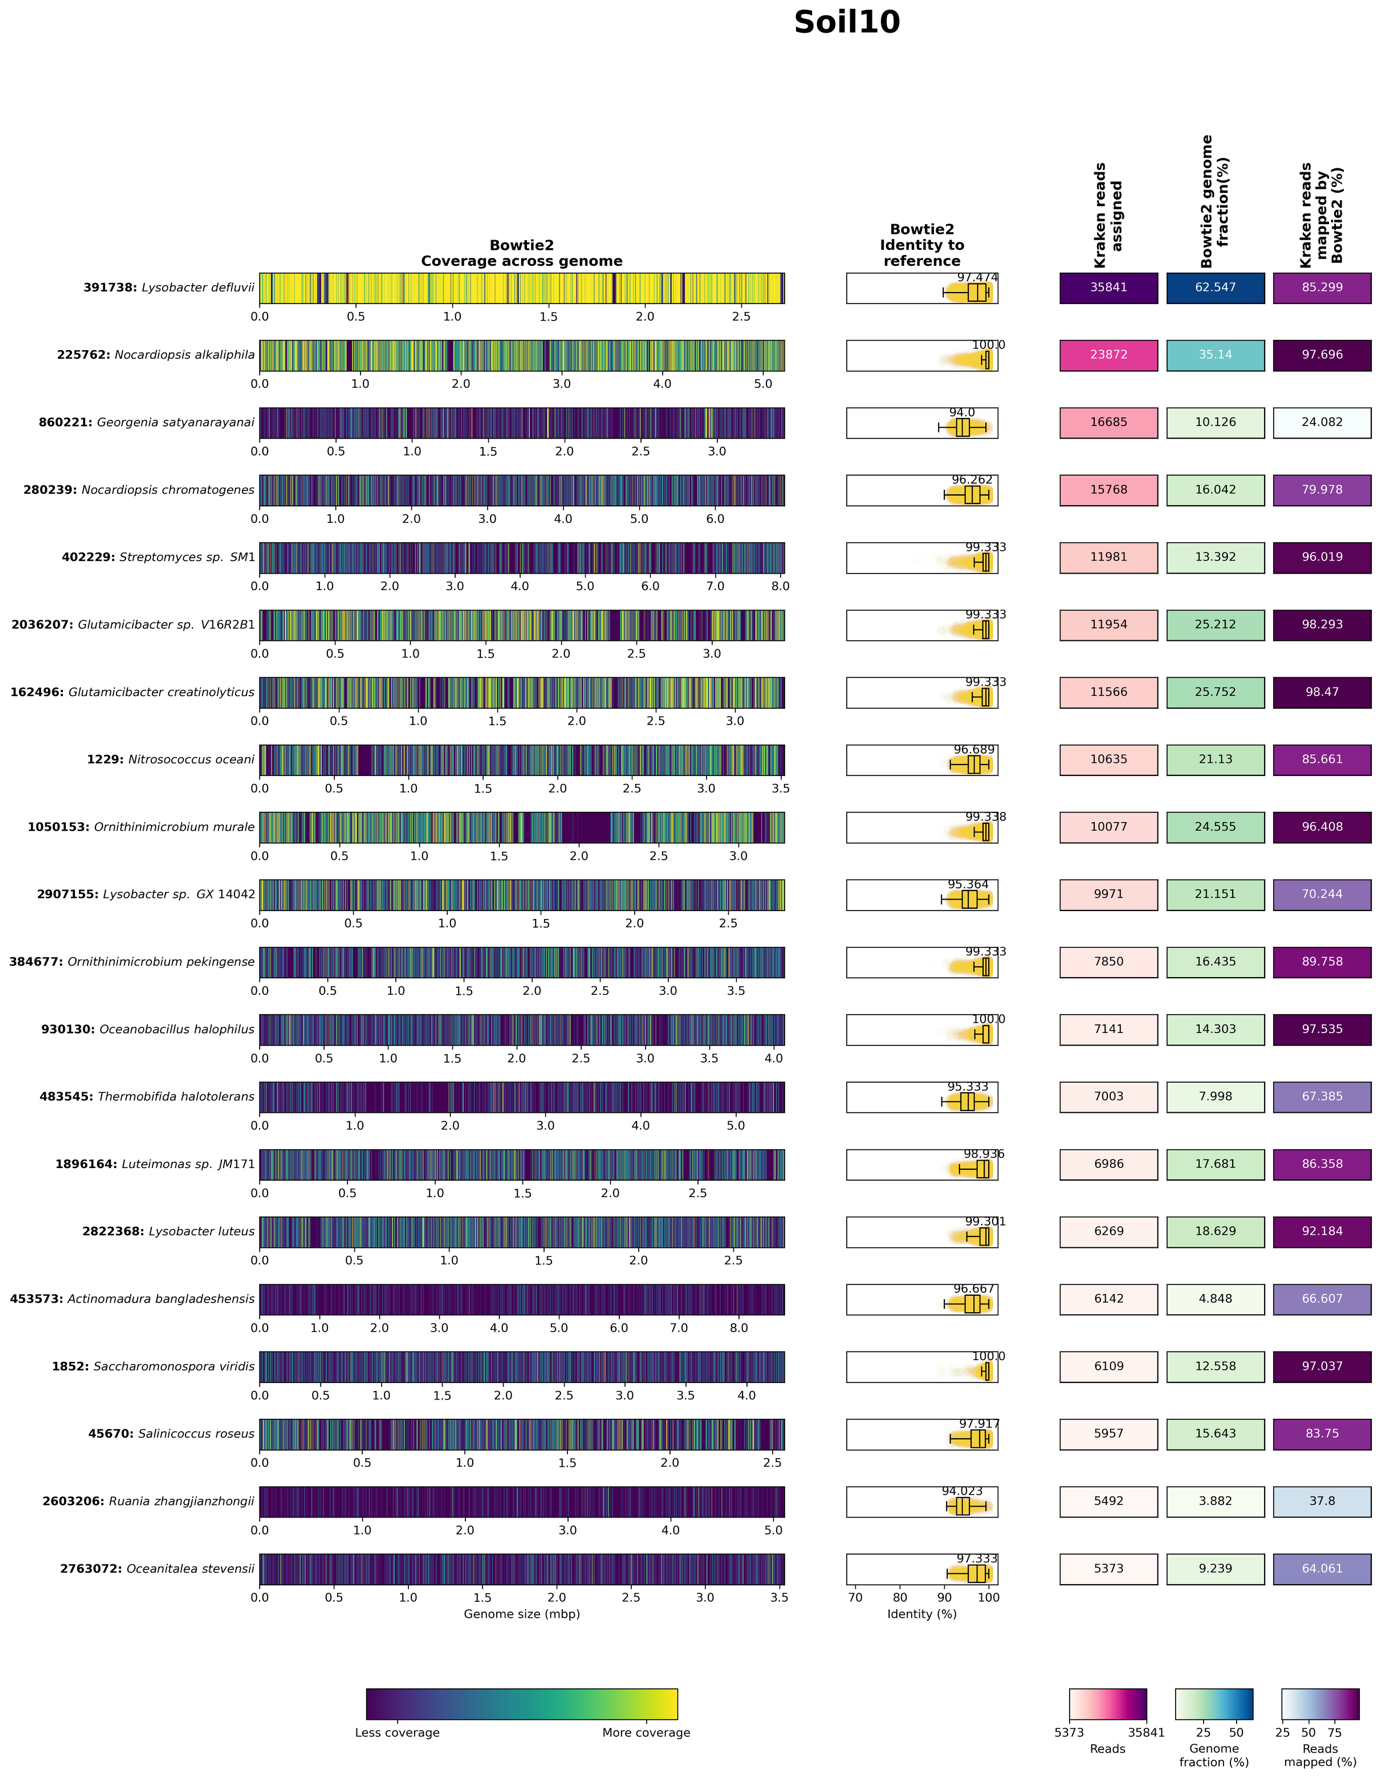 Soil10
Bowtie2
Coverage across genome
Bowtie2
Identity to
reference
Kraken reads
assigned
Bowtie2 genome
fraction(%)
Kraken reads
mapped by
Bowtie2 (%)
391738: Lysobacter defluvii 97.474 35841 62.547 85.299
0.0 0.5 1.0 1.5 2.0 2.5
225762: Nocardiopsis alkaliphila 100.0 23872 35.14 97.696
0.0 1.0 2.0 3.0 4.0 5.0
860221: Georgenia satyanarayanai 94.0 16685 10.126 24.082
0.0 0.5 1.0 1.5 2.0 2.5 3.0
280239: Nocardiopsis chromatogenes 96.262 15768 16.042 79.978
0.0 1.0 2.0 3.0 4.0 5.0 6.0
402229: Streptomyces sp. SM1 99.333 11981 13.392 96.019
0.0 1.0 2.0 3.0 4.0 5.0 6.0 7.0 8.0
2036207: Glutamicibacter sp. V16R2B1 99.333 11954 25.212 98.293
0.0 0.5 1.0 1.5 2.0 2.5 3.0
162496: Glutamicibacter creatinolyticus 99.333 11566 25.752 98.47
0.0 0.5 1.0 1.5 2.0 2.5 3.0
1229: Nitrosococcus oceani 96.689 10635 21.13 85.661
0.0 0.5 1.0 1.5 2.0 2.5 3.0 3.5
1050153: Ornithinimicrobium murale 99.338 10077 24.555 96.408
0.0 0.5 1.0 1.5 2.0 2.5 3.0
2907155: Lysobacter sp. GX 14042 95.364 9971 21.151 70.244
0.0 0.5 1.0 1.5 2.0 2.5
384677: Ornithinimicrobium pekingense 99.333 7850 16.435 89.758
0.0 0.5 1.0 1.5 2.0 2.5 3.0 3.5
930130: Oceanobacillus halophilus 100.0 7141 14.303 97.535
0.0 0.5 1.0 1.5 2.0 2.5 3.0 3.5 4.0
483545: Thermobifida halotolerans 95.333 7003 7.998 67.385
0.0 1.0 2.0 3.0 4.0 5.0
1896164: Luteimonas sp. JM171 98.936 6986 17.681 86.358
0.0 0.5 1.0 1.5 2.0 2.5
2822368: Lysobacter luteus 99.301 6269 18.629 92.184
0.0 0.5 1.0 1.5 2.0 2.5
453573: Actinomadura bangladeshensis 96.667 6142 4.848 66.607
0.0 1.0 2.0 3.0 4.0 5.0 6.0 7.0 8.0
1852: Saccharomonospora viridis 100.0 6109 12.558 97.037
0.0 0.5 1.0 1.5 2.0 2.5 3.0 3.5 4.0
45670: Salinicoccus roseus 97.917 5957 15.643 83.75
0.0 0.5 1.0 1.5 2.0 2.5
2603206: Ruania zhangjianzhongii 94.023 5492 3.882 37.8
0.0 1.0 2.0 3.0 4.0 5.0
2763072: Oceanitalea stevensii 97.333 5373 9.239 64.061
0.0 0.5 1.0 1.5 2.0 2.5 3.0 3.5 70 80 90 100
Genome size (mbp) Identity (%)
Less coverage More coverage
5373 35841
Reads
25 50
Genome
fraction (%)
25 50 75
Reads
mapped (%)